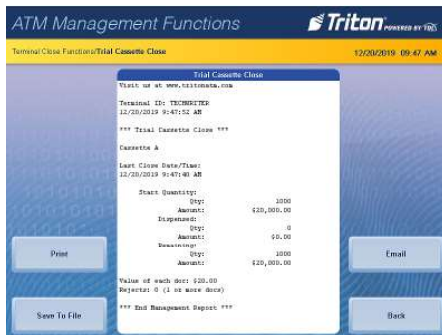 ATM Management Functions
Triton POWERED BY TDL
Terminal Close Functions/Trial Cassette Close
12/20/2019 09:47 AM
Trial Cassette Close
Visit us at www.tritonatm.com
Terminal ID: TECHWRITER
12/20/2019 9:47:52 AM
*** Trial Cassette Close ***
Cassette A
Last Close Date/Time:
12/20/2019 9:47:40 AM
Start Quantity:
Qty: 1000
Amount: $20,000.00
Dispensed:
Qty: 0
Amount: $0.00
Remaining:
Qty: 1000
Amount: $20,000.00
Value of each doc: $20.00
Rejects: 0 (1 or more docs)
*** End Management Report ***
Print
Email
Save To File
Back